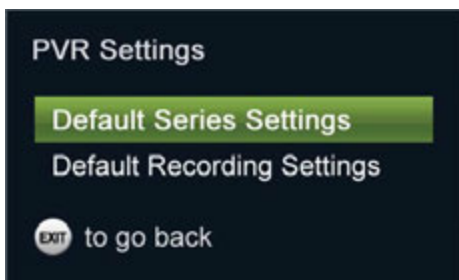 PVR Settings
Default Series Settings
Default Recording Settings
EXIT to go back